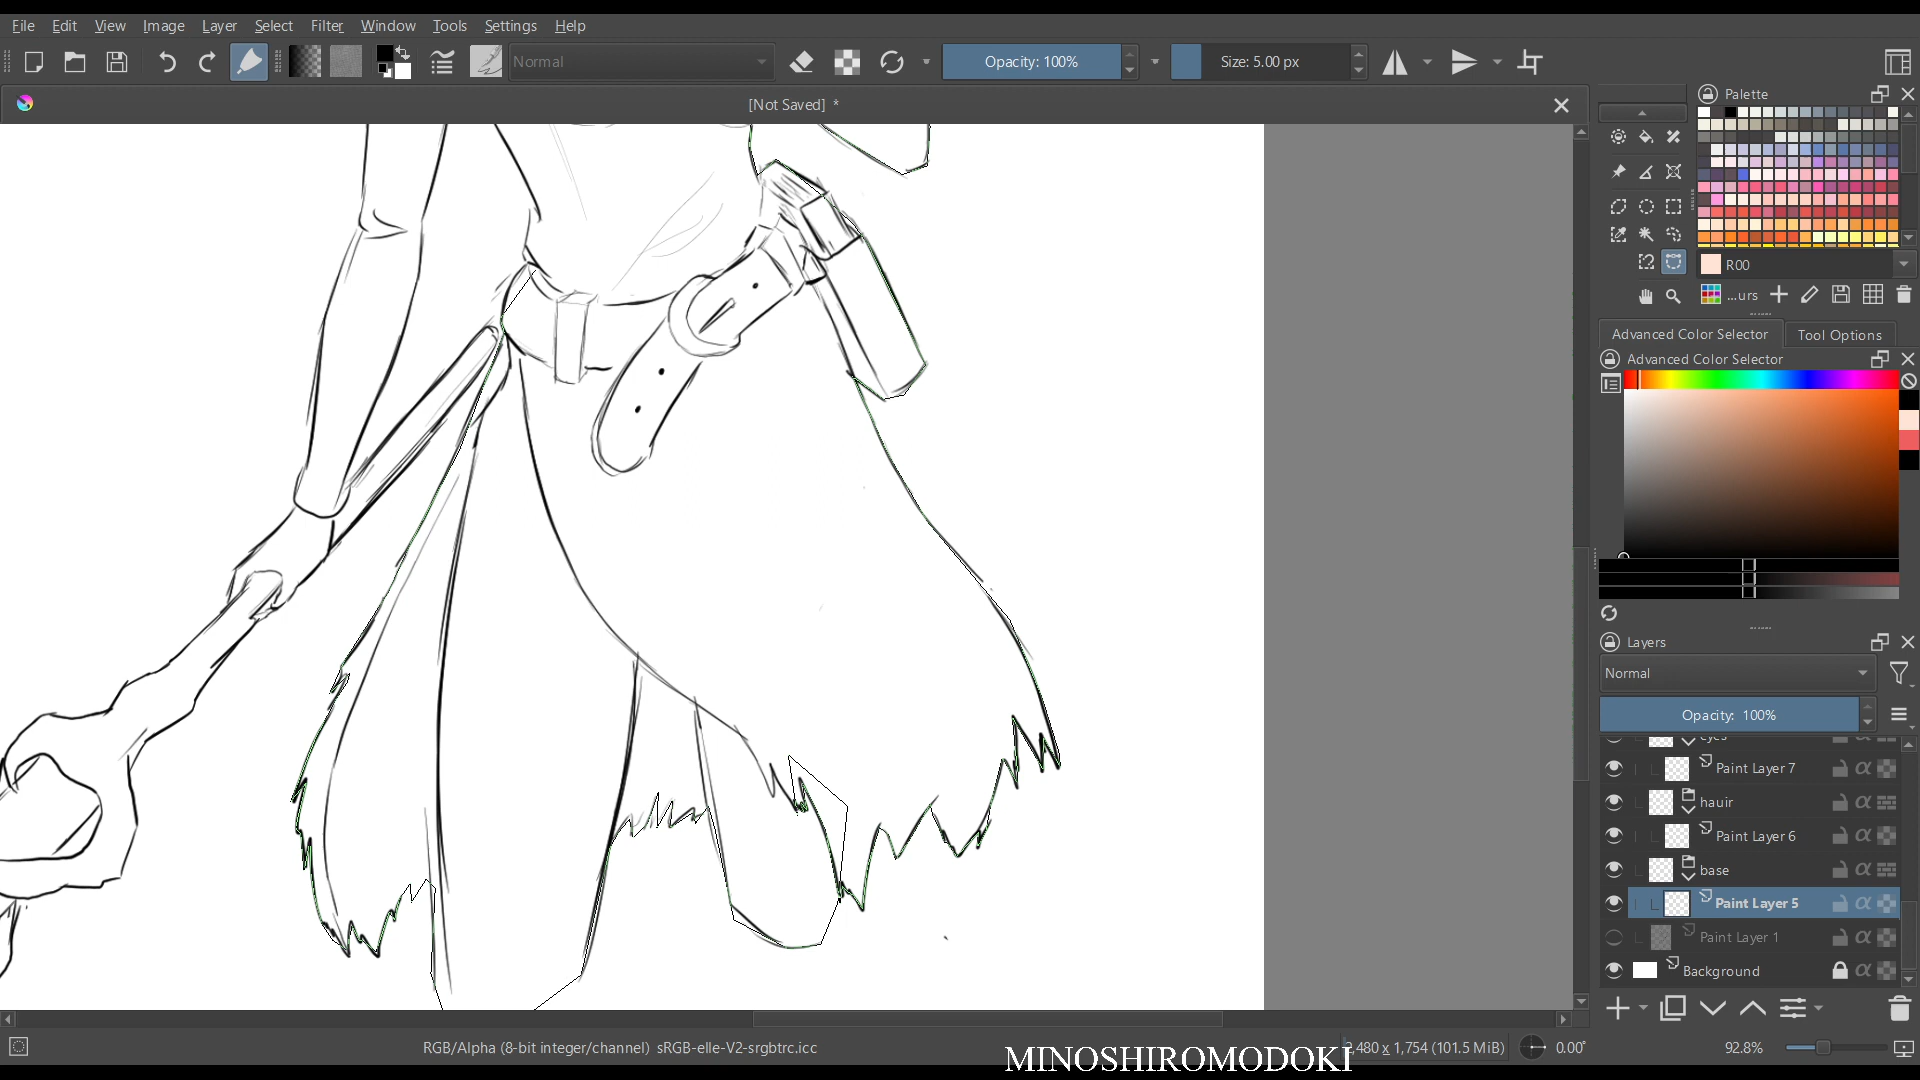 File Edit View Image Layer Select Filter Layer Window Tools Settings Help
Normal
Opacity: 100%
Size: 5.00 px
[Not Saved] *
Palette
R00
...urs
Advanced Color Selector
Tool Options
Advanced Color Selector
Layers
Normal
Opacity: 100%
Paint Layer 7
hauir
Paint Layer 6
base
Paint Layer 5
Paint Layer 1
Background
RGB/Alpha (8-bit integer/channel) sRGB-elle-V2-srgbtrc.icc
2,480 x 1,754 (101.5 MiB)
0.00°
92.8%
MINOSHIROMODOKI